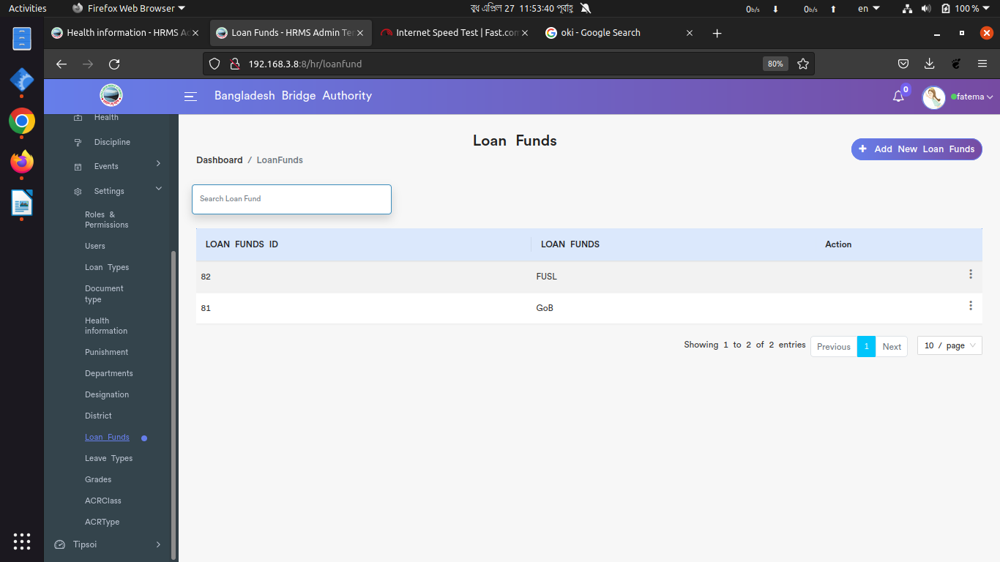 Activities Firefox Web Browser বুধ এপ্রিল 27 11:53:40 পূর্বাহ্ণ 0b/s 0b/s en 100 %
Health information - HRMS Ad Loan Funds - HRMS Admin Ter Internet Speed Test | Fast.com oki - Google Search
192.168.3.8:8/hr/loanfund 80%
Bangladesh Bridge Authority 0 fatema
Health
Discipline
Events
Settings
Roles &
Permissions
Users
Loan Types
Document
type
Health
information
Punishment
Departments
Designation
District
Loan Funds
Leave Types
Grades
ACRClass
ACRType
Tipsoi
Loan Funds
Add New Loan Funds
Dashboard / LoanFunds
Search Loan Fund
LOAN FUNDS ID LOAN FUNDS Action
82 FUSL
81 GoB
Showing 1 to 2 of 2 entries Previous 1 Next 10 / page